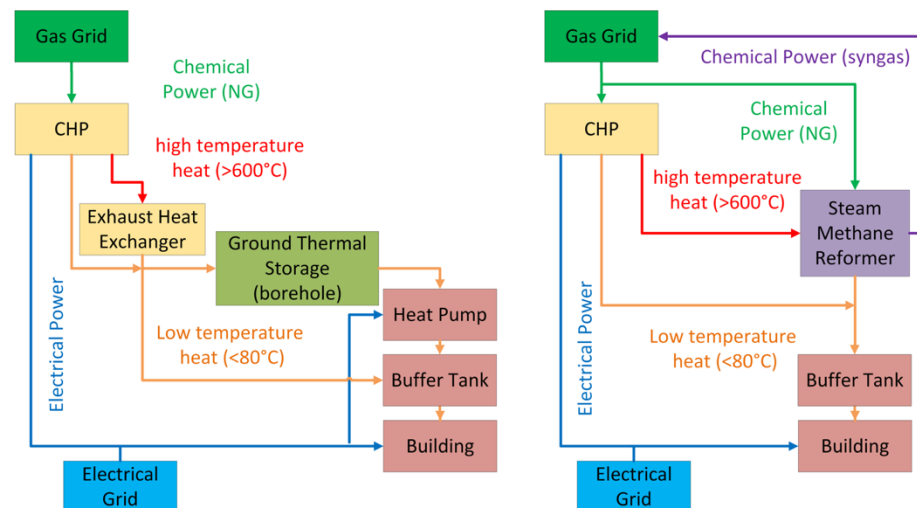 Gas Grid
Chemical
Power (NG)
CHP
high temperature
heat (>600°C)
Exhaust Heat
Exchanger
Ground Thermal
Storage
(borehole)
Heat Pump
Electrical Power
Low temperature
heat (<80°C)
Buffer Tank
Building
Electrical
Grid
Gas Grid
Chemical Power (syngas)
Chemical
Power (NG)
CHP
high temperature
heat (>600°C)
Steam
Methane
Reformer
Electrical Power
Low temperature
heat (<80°C)
Buffer Tank
Building
Electrical
Grid